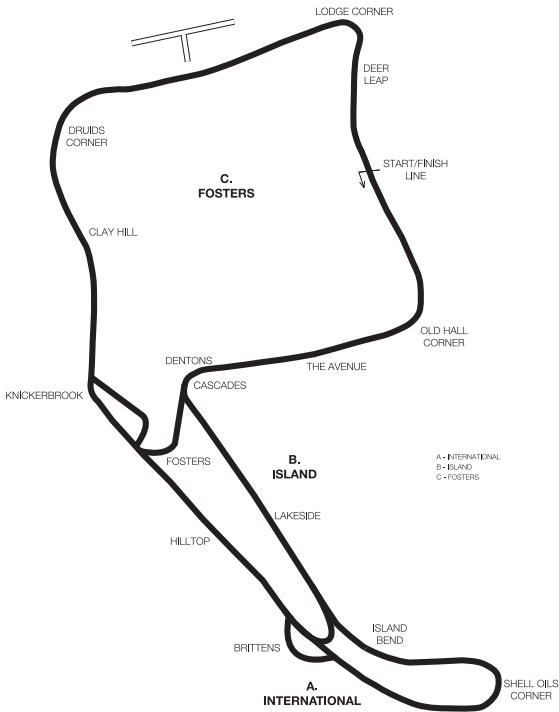 LODGE CORNER
DEER
LEAP
DRUIDS
CORNER
START/FINISH
LINE
C.
FOSTERS
CLAY HILL
OLD HALL
CORNER
DENTONS
THE AVENUE
CASCADES
KNICKERBROOK
FOSTERS
B.
ISLAND
A - INTERNATIONAL
B - ISLAND
C - FOSTERS
LAKESIDE
HILLTOP
ISLAND
BEND
BRITTENS
SHELL OILS
CORNER
A.
INTERNATIONAL